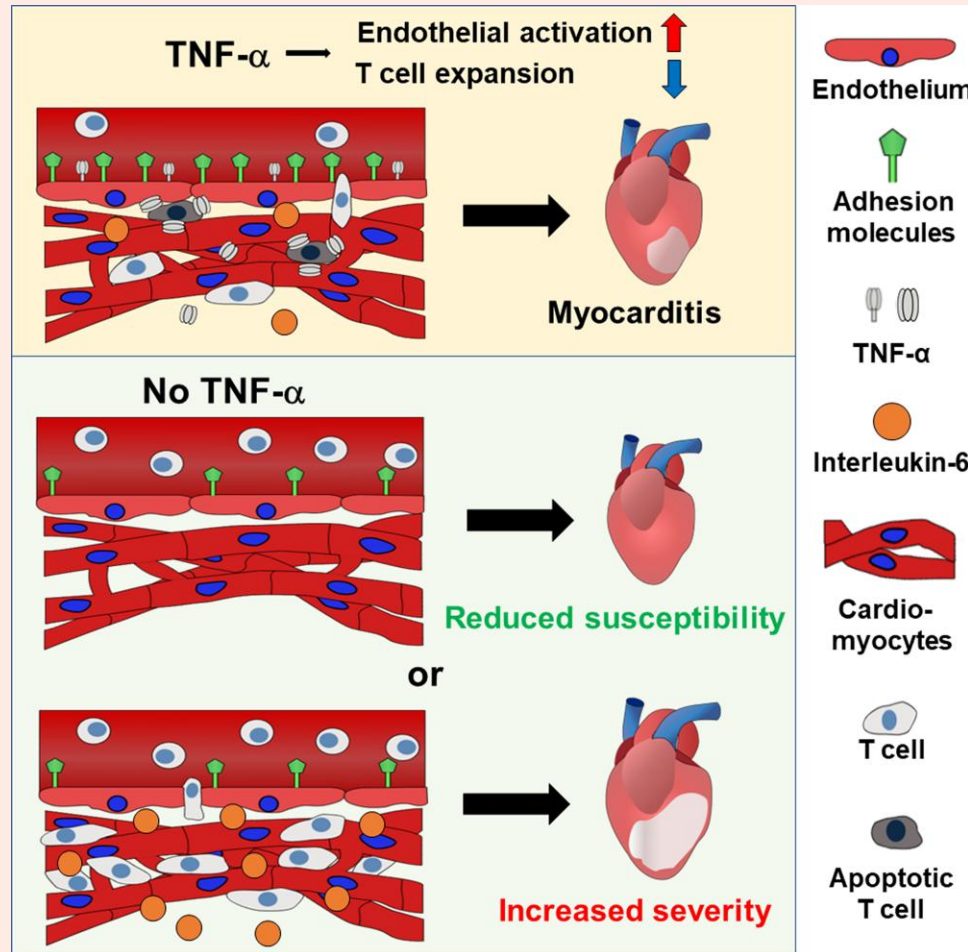 TNF-α
Endothelial activation
T cell expansion
Myocarditis
No TNF-α
Reduced susceptibility
or
Increased severity
Endothelium
Adhesion
molecules
TNF-α
Interleukin-6
Cardio-
myocytes
T cell
Apoptotic
T cell